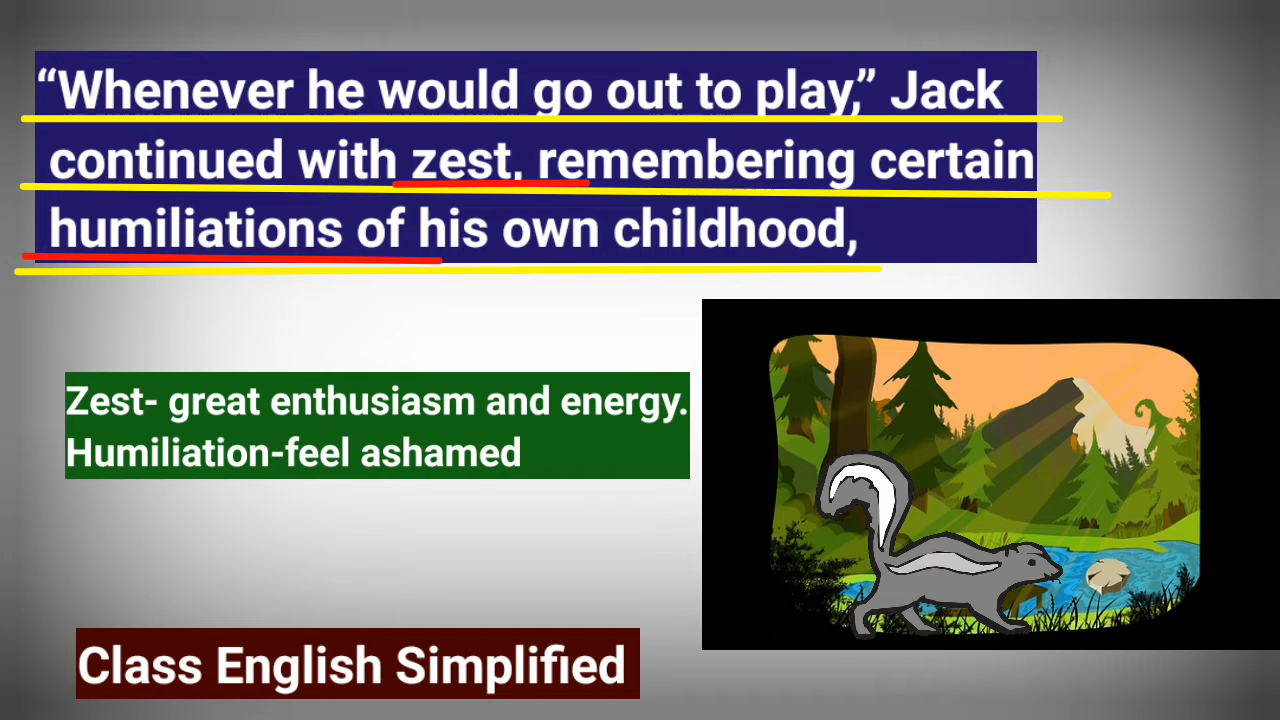 “Whenever he would go out to play,” Jack
continued with zest, remembering certain
humiliations of his own childhood,
Zest- great enthusiasm and energy.
Humiliation-feel ashamed
Class English Simplified